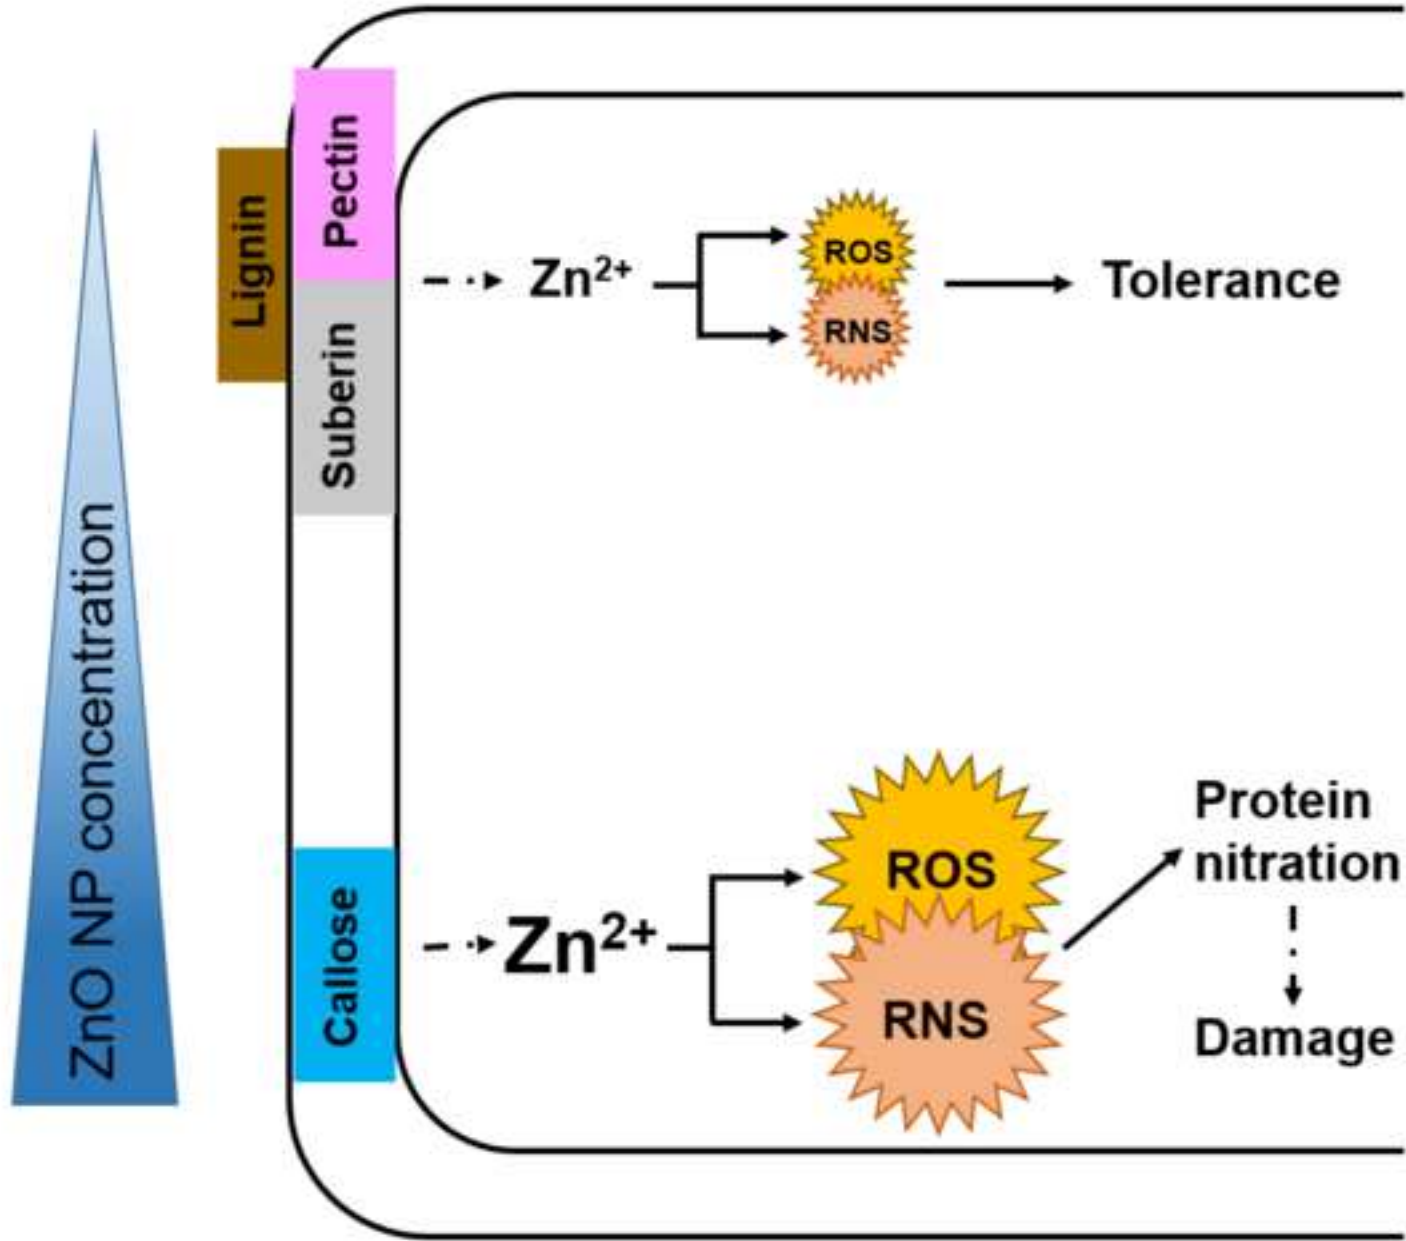 ZnO NP concentration
Lignin
Pectin
Suberin
Callose
Zn²⁺
ROS
RNS
Tolerance
Zn²⁺
ROS
RNS
Protein
nitration
Damage